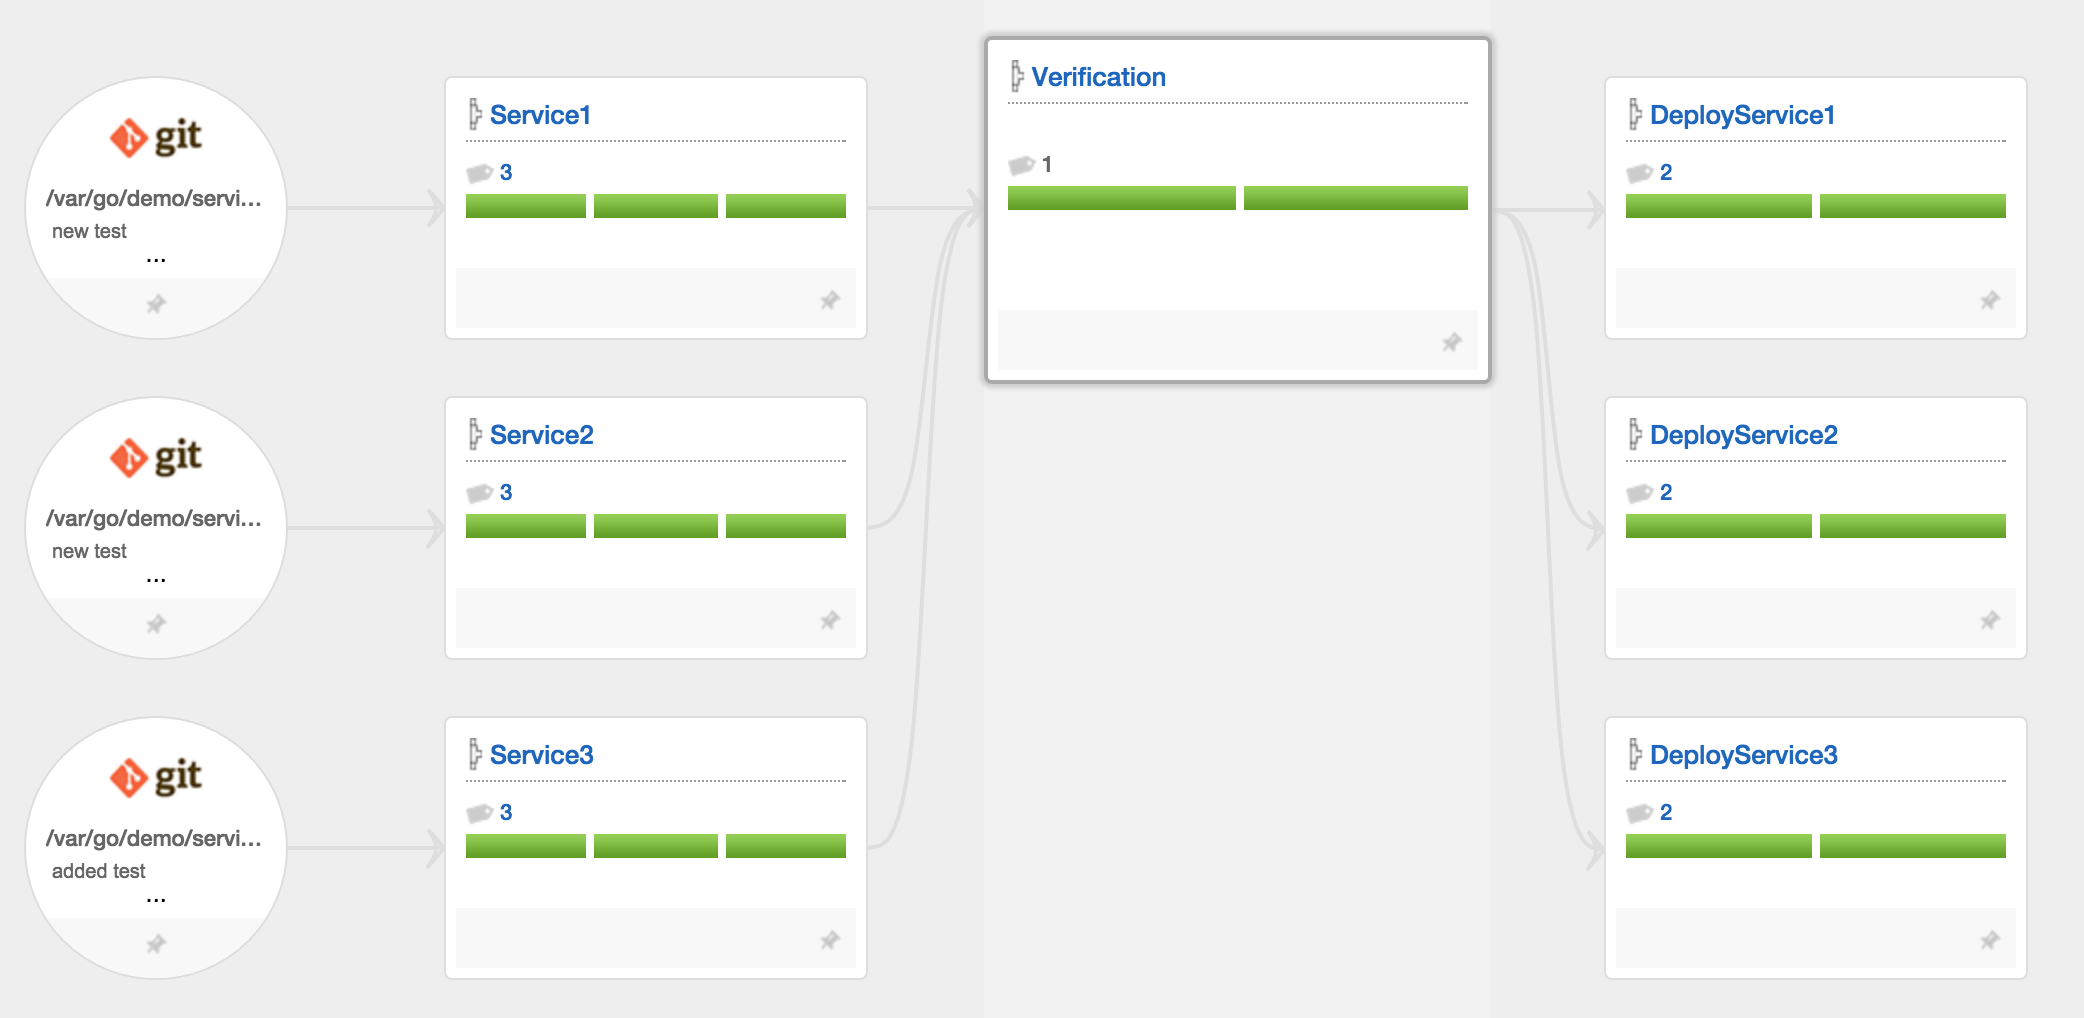 git
/var/go/demo/servi...
new test
...
Service1
3
Verification
1
DeployService1
2
git
/var/go/demo/servi...
new test
...
Service2
3
DeployService2
2
git
/var/go/demo/servi...
added test
...
Service3
3
DeployService3
2